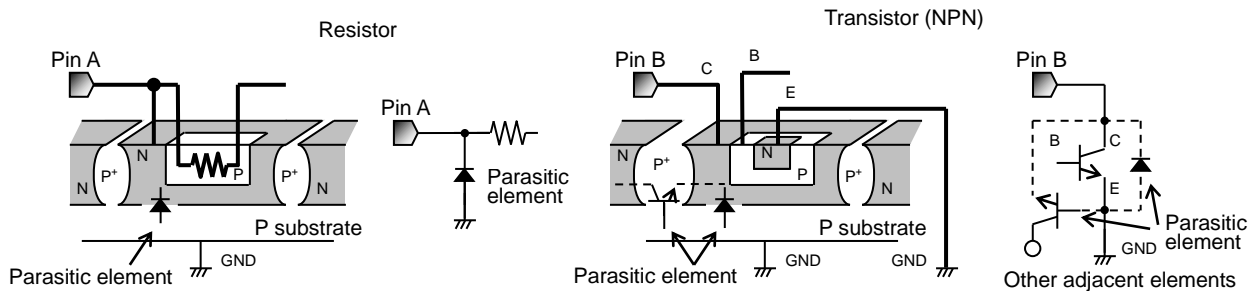 Resistor
Transistor (NPN)
Pin A
Pin A
Pin B
C
B
E
Pin B
N
N
P+
P
P+
N
Parasitic
element
N
P+
N
P
P+
N
B
C
E
P substrate
GND
Parasitic element
P substrate
GND
GND
Parasitic element
Parasitic
element
GND
Other adjacent elements